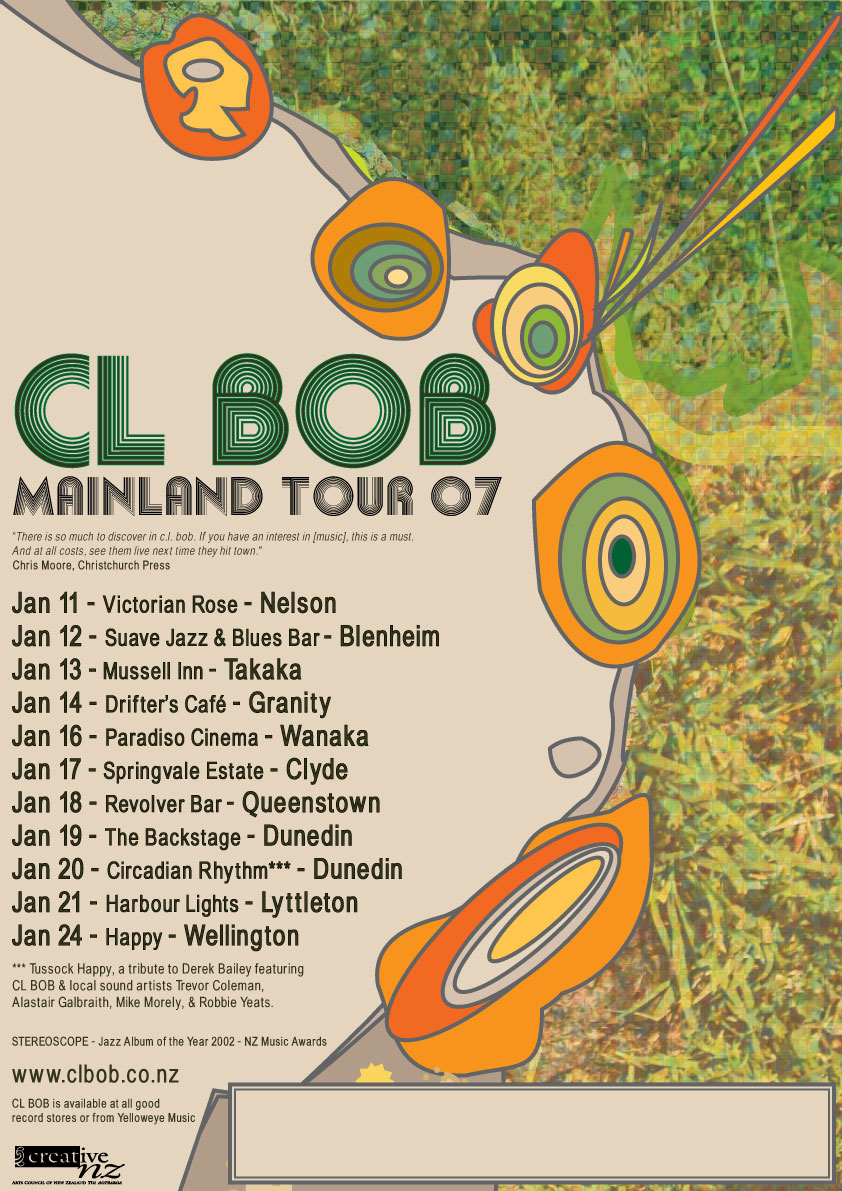 CL BOB
MAINLAND TOUR 07
"There is so much to discover in c.l. bob. If you have an interest in [music], this is a must.
And at all costs, see them live next time they hit town."
Chris Moore, Christchurch Press
Jan 11 - Victorian Rose - Nelson
Jan 12 - Suave Jazz & Blues Bar - Blenheim
Jan 13 - Mussell Inn - Takaka
Jan 14 - Drifter's Café - Granity
Jan 16 - Paradiso Cinema - Wanaka
Jan 17 - Springvale Estate - Clyde
Jan 18 - Revolver Bar - Queenstown
Jan 19 - The Backstage - Dunedin
Jan 20 - Circadian Rhythm*** - Dunedin
Jan 21 - Harbour Lights - Lyttleton
Jan 24 - Happy - Wellington
*** Tussock Happy, a tribute to Derek Bailey featuring
CL BOB & local sound artists Trevor Coleman,
Alastair Galbraith, Mike Morely, & Robbie Yeats.
STEREOSCOPE - Jazz Album of the Year 2002 - NZ Music Awards
www.clbob.co.nz
CL BOB is available at all good
record stores or from Yelloweye Music
creative
nz
ARTS COUNCIL OF NEW ZEALAND TOI AOTEAROA